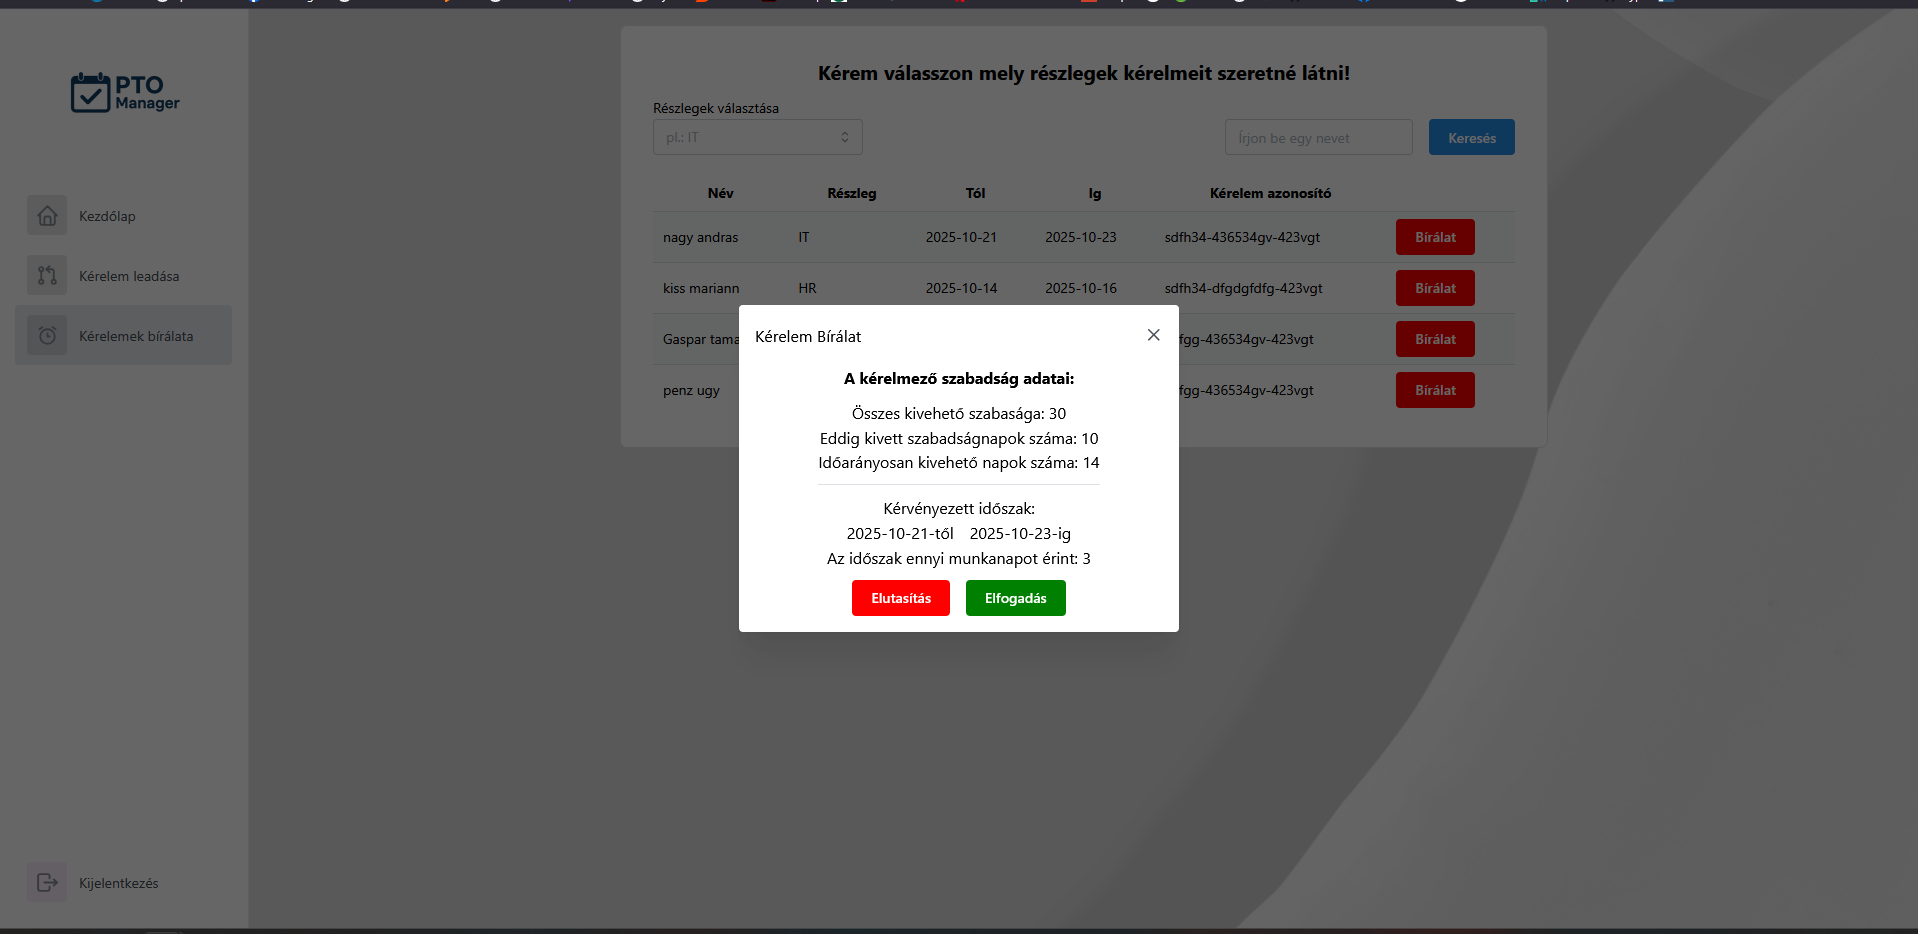 PTO
Manager
Kezdőlap
Kérelem leadása
Kérelemek bírálata
Kijelentkezés
Kérem válasszon mely részlegek kérelmeit szeretné látni!
Részlegek választása
pl.: IT
Írjon be egy nevet
Keresés
Név Részleg Tól Ig Kérelem azonosító
nagy andras IT 2025-10-21 2025-10-23 sdfh34-436534gv-423vgt Bírálat
kiss mariann HR 2025-10-14 2025-10-16 sdfh34-dfgdgfdfg-423vgt Bírálat
Gaspar tama fgg-436534gv-423vgt Bírálat
penz ugy fgg-436534gv-423vgt Bírálat
Kérelem Bírálat
A kérelmező szabadság adatai:
Összes kivehető szabasága: 30
Eddig kivett szabadságnapok száma: 10
Időarányosan kivehető napok száma: 14
Kérvényezett időszak:
2025-10-21-től 2025-10-23-ig
Az időszak ennyi munkanapot érint: 3
Elutasítás Elfogadás